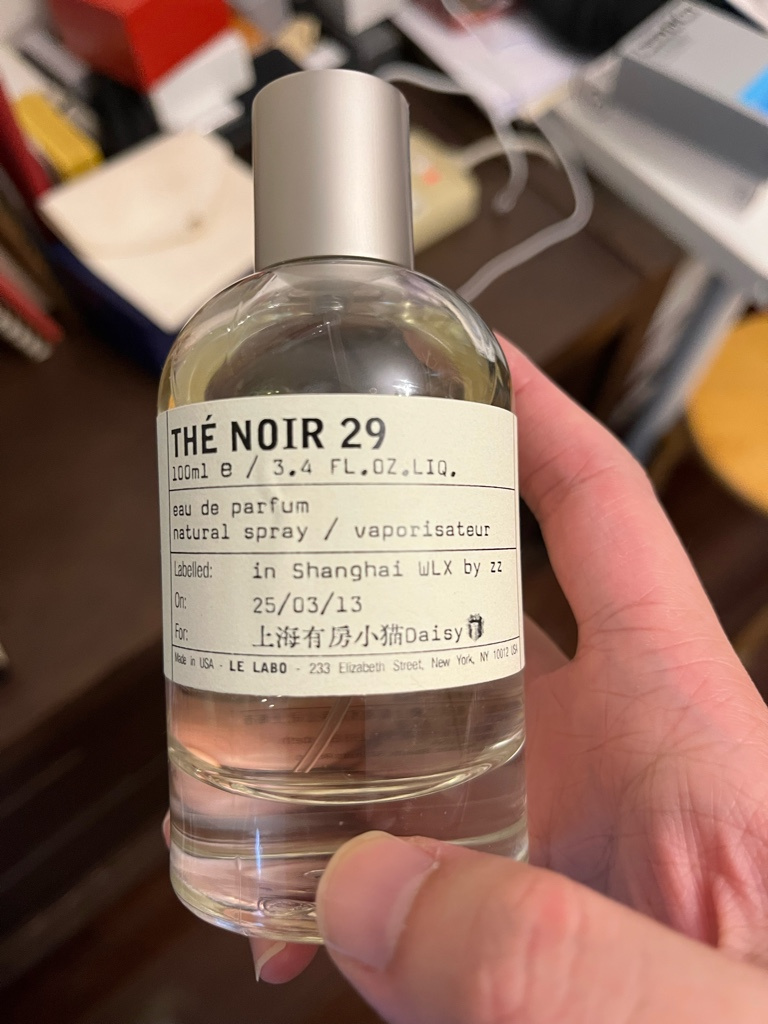 THÉ NOIR 29
100ml e / 3.4 FL.OZ.LIQ.
eau de parfum
natural spray / vaporisateur
Labelled: in Shanghai WLX by zz
On: 25/03/13
For: 上海有房小猫Daisy
Made in USA - LE LABO - 233 Elizabeth Street, New York, NY 10012 USA